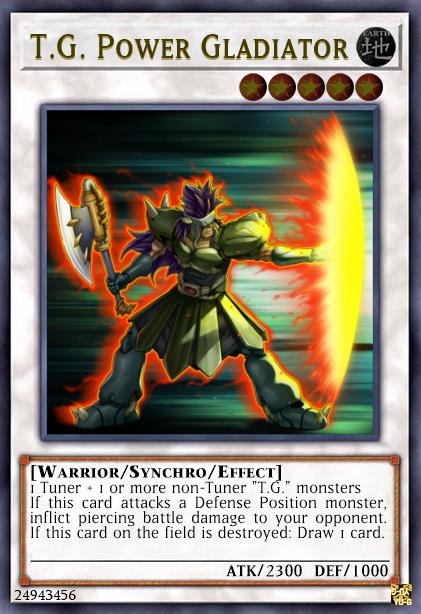 T.G. Power Gladiator
EARTH
地
[Warrior/Synchro/Effect]
1 Tuner + 1 or more non-Tuner "T.G." monsters
If this card attacks a Defense Position monster,
inflict piercing battle damage to your opponent.
If this card on the field is destroyed: Draw 1 card.
ATK/2300 DEF/1000
24943456